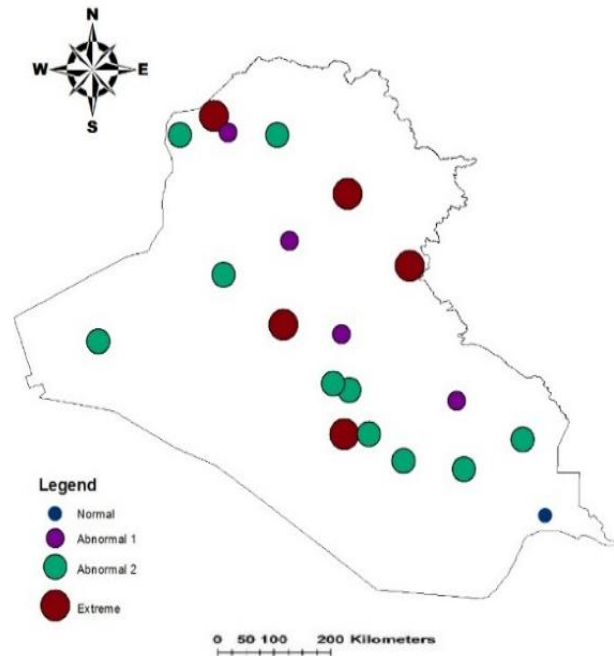 N
W E
S
Legend
Normal
Abnormal 1
Abnormal 2
Extreme
0 50 100 200 Kilometers